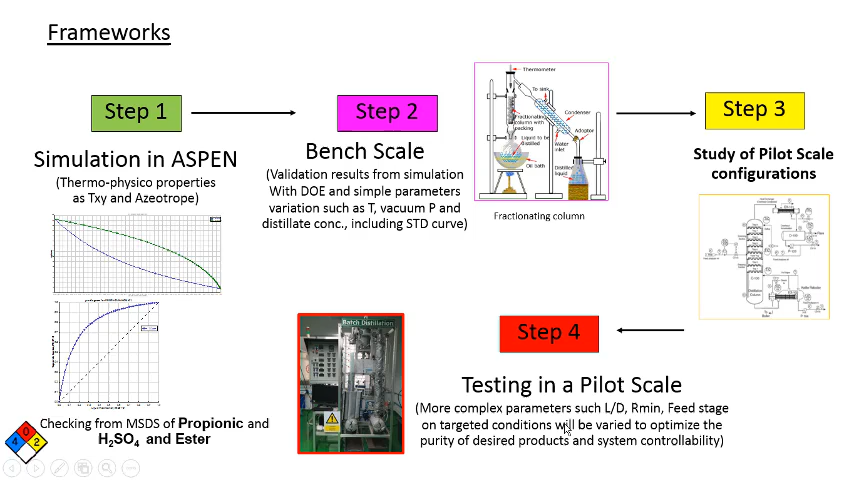 Frameworks
Step 1
Simulation in ASPEN
(Thermo-physico properties
as Txy and Azeotrope)
Checking from MSDS of Propionic and
H₂SO₄ and Ester
0
4
2
Step 2
Bench Scale
(Validation results from simulation
With DOE and simple parameters
variation such as T, vacuum P and
distillate conc., including STD curve)
Thermometer
To sink
Condenser
Fractionating
column with
packing
Adaptor
Liquid to be
distilled
Water
inlet
Oil bath
Distilled
liquid
Fractionating column
Step 3
Study of Pilot Scale
configurations
Step 4
Testing in a Pilot Scale
(More complex parameters such L/D, Rmin, Feed stage
on targeted conditions will be varied to optimize the
purity of desired products and system controllability)
Batch Distillation